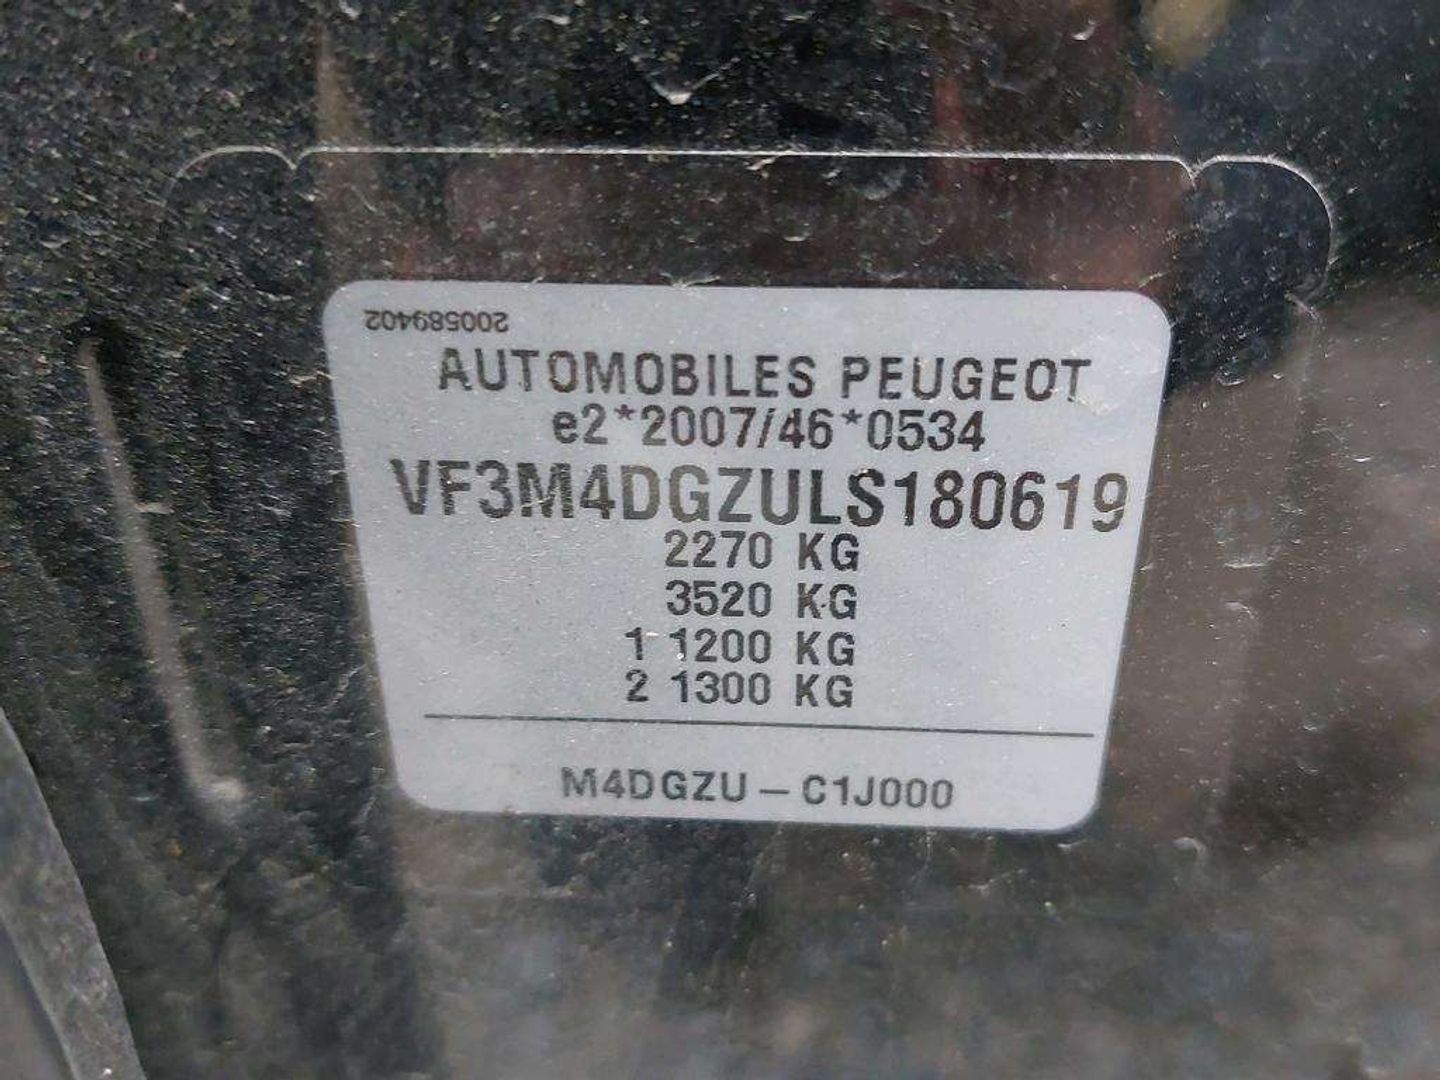 200589402
AUTOMOBILES PEUGEOT
e2*2007/46*0534
VF3M4DGZULS180619
2270 KG
3520 KG
1 1200 KG
2 1300 KG
M4DGZU – C1J000